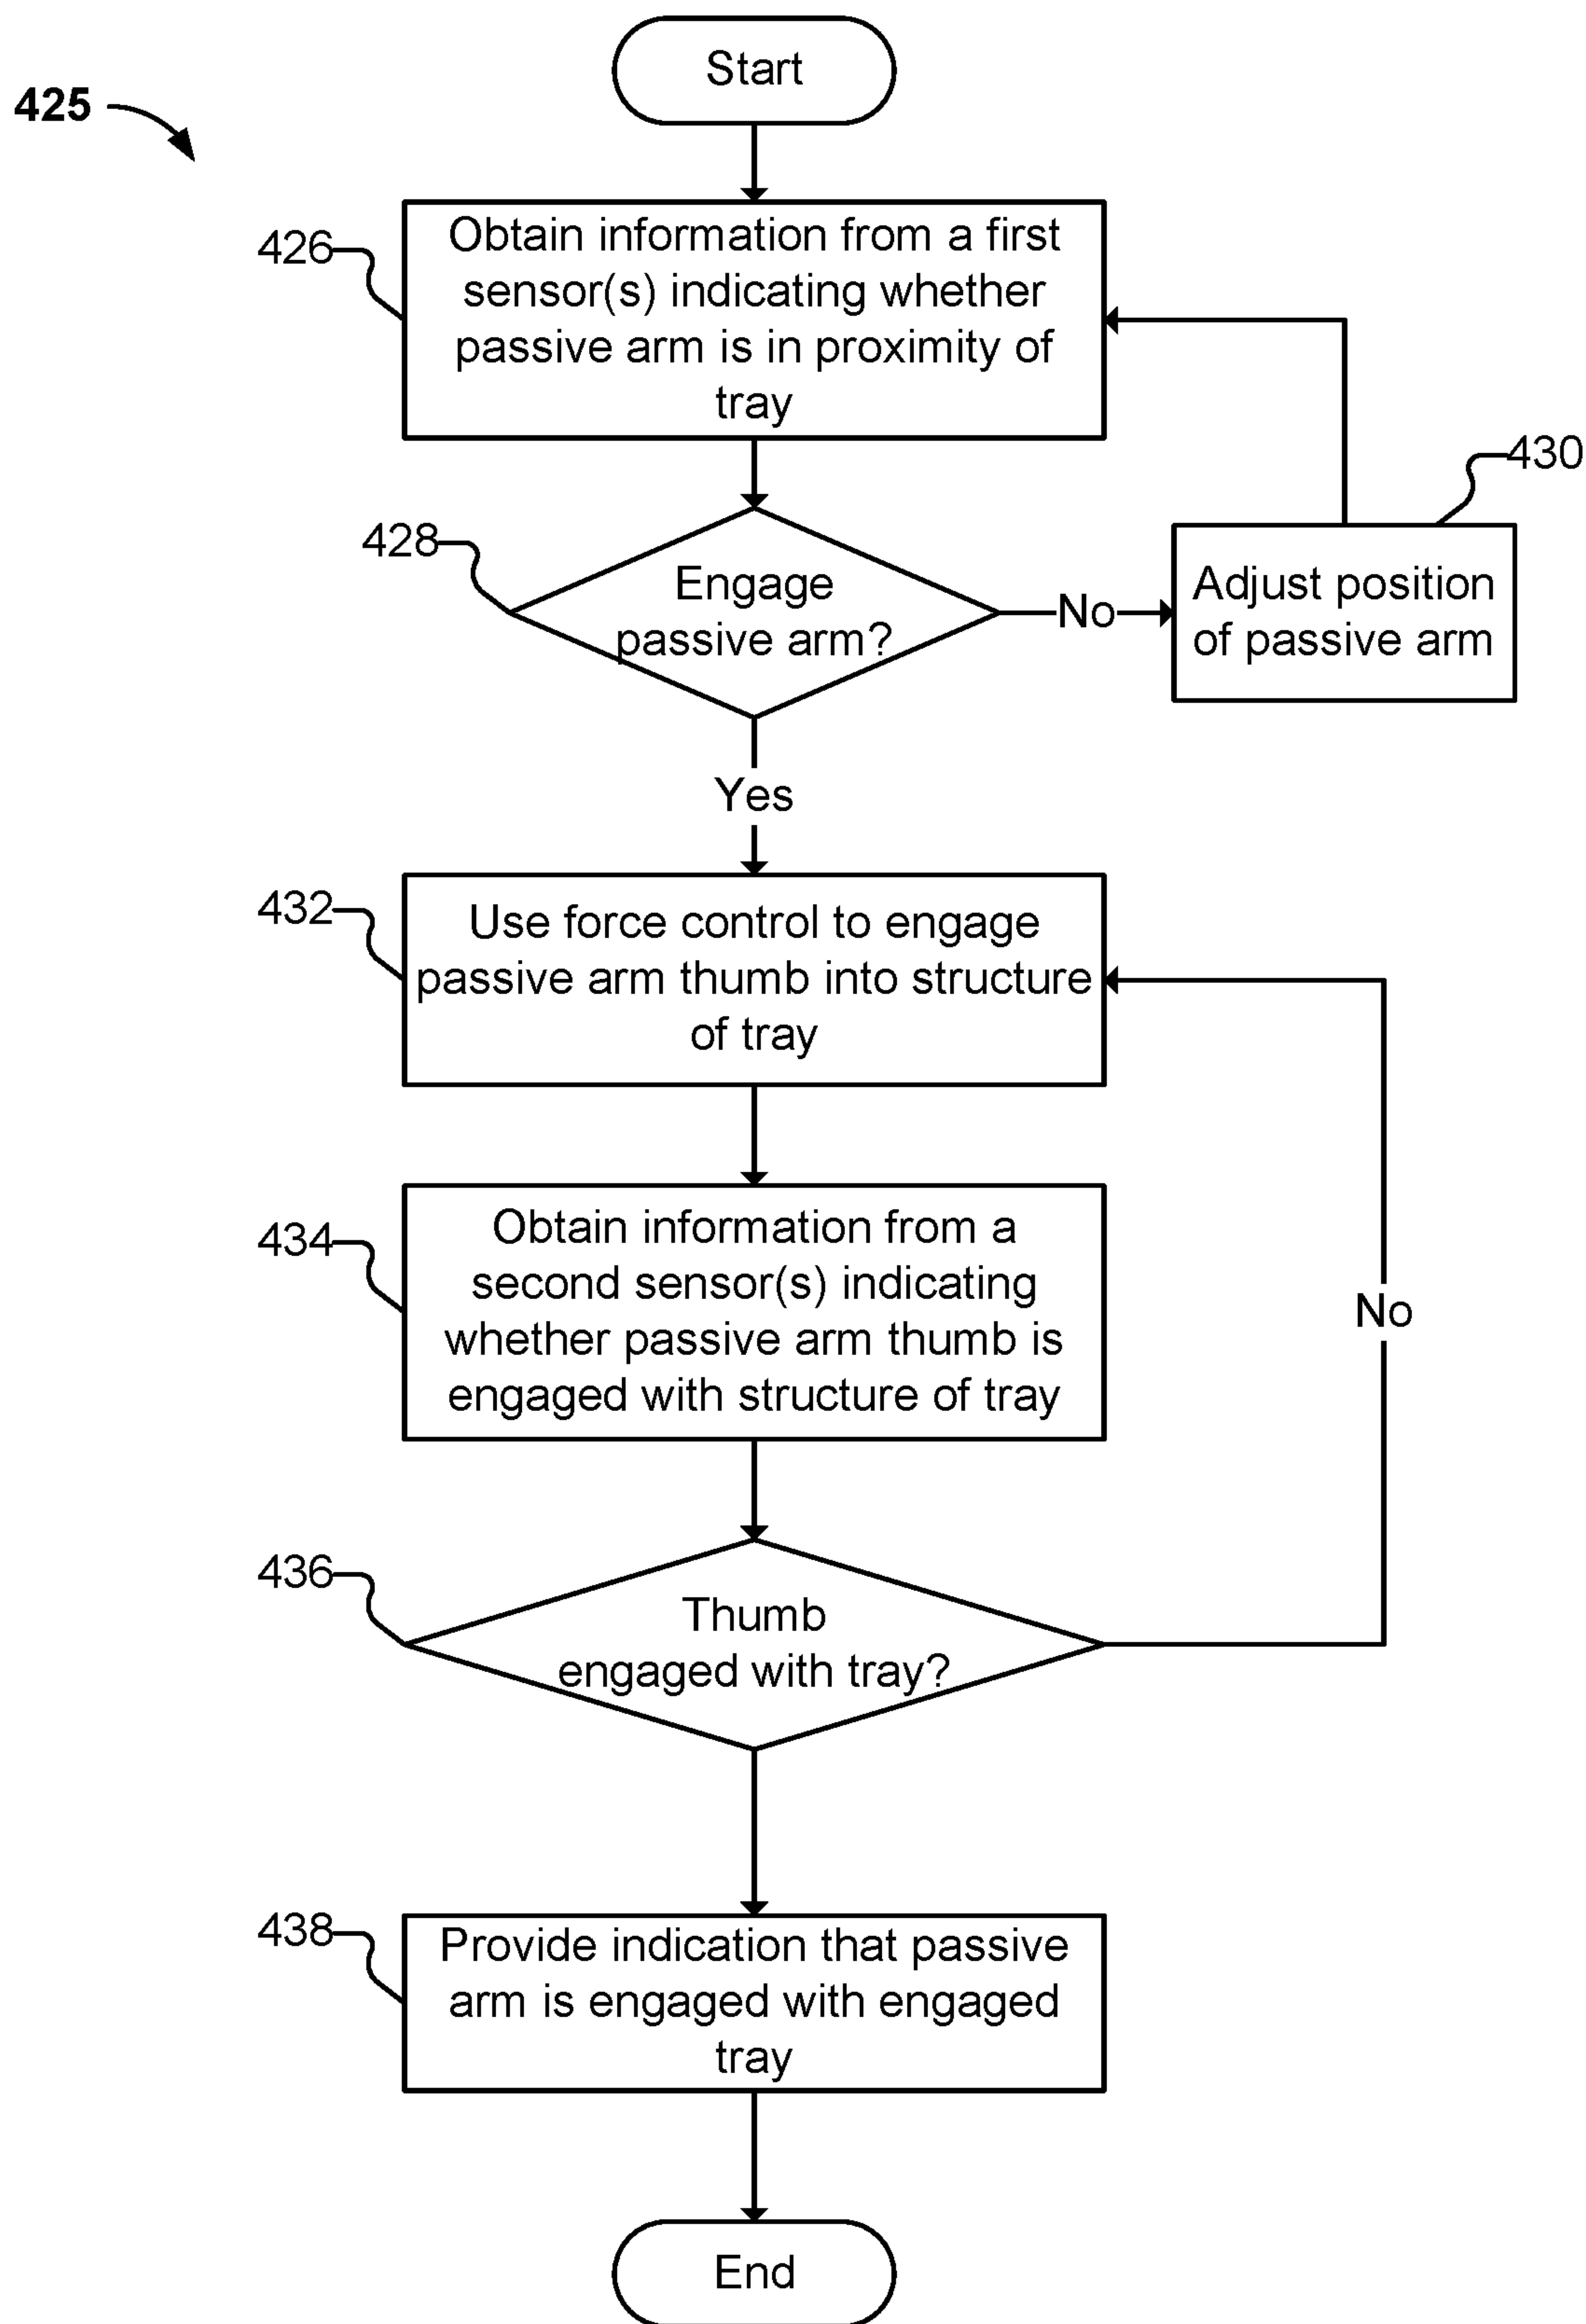 Start
425
426
Obtain information from a first
sensor(s) indicating whether
passive arm is in proximity of
tray
430
428
Engage
passive arm?
No
Adjust position
of passive arm
Yes
432
Use force control to engage
passive arm thumb into structure
of tray
434
Obtain information from a
second sensor(s) indicating
whether passive arm thumb is
engaged with structure of tray
No
436
Thumb
engaged with tray?
438
Provide indication that passive
arm is engaged with engaged
tray
End